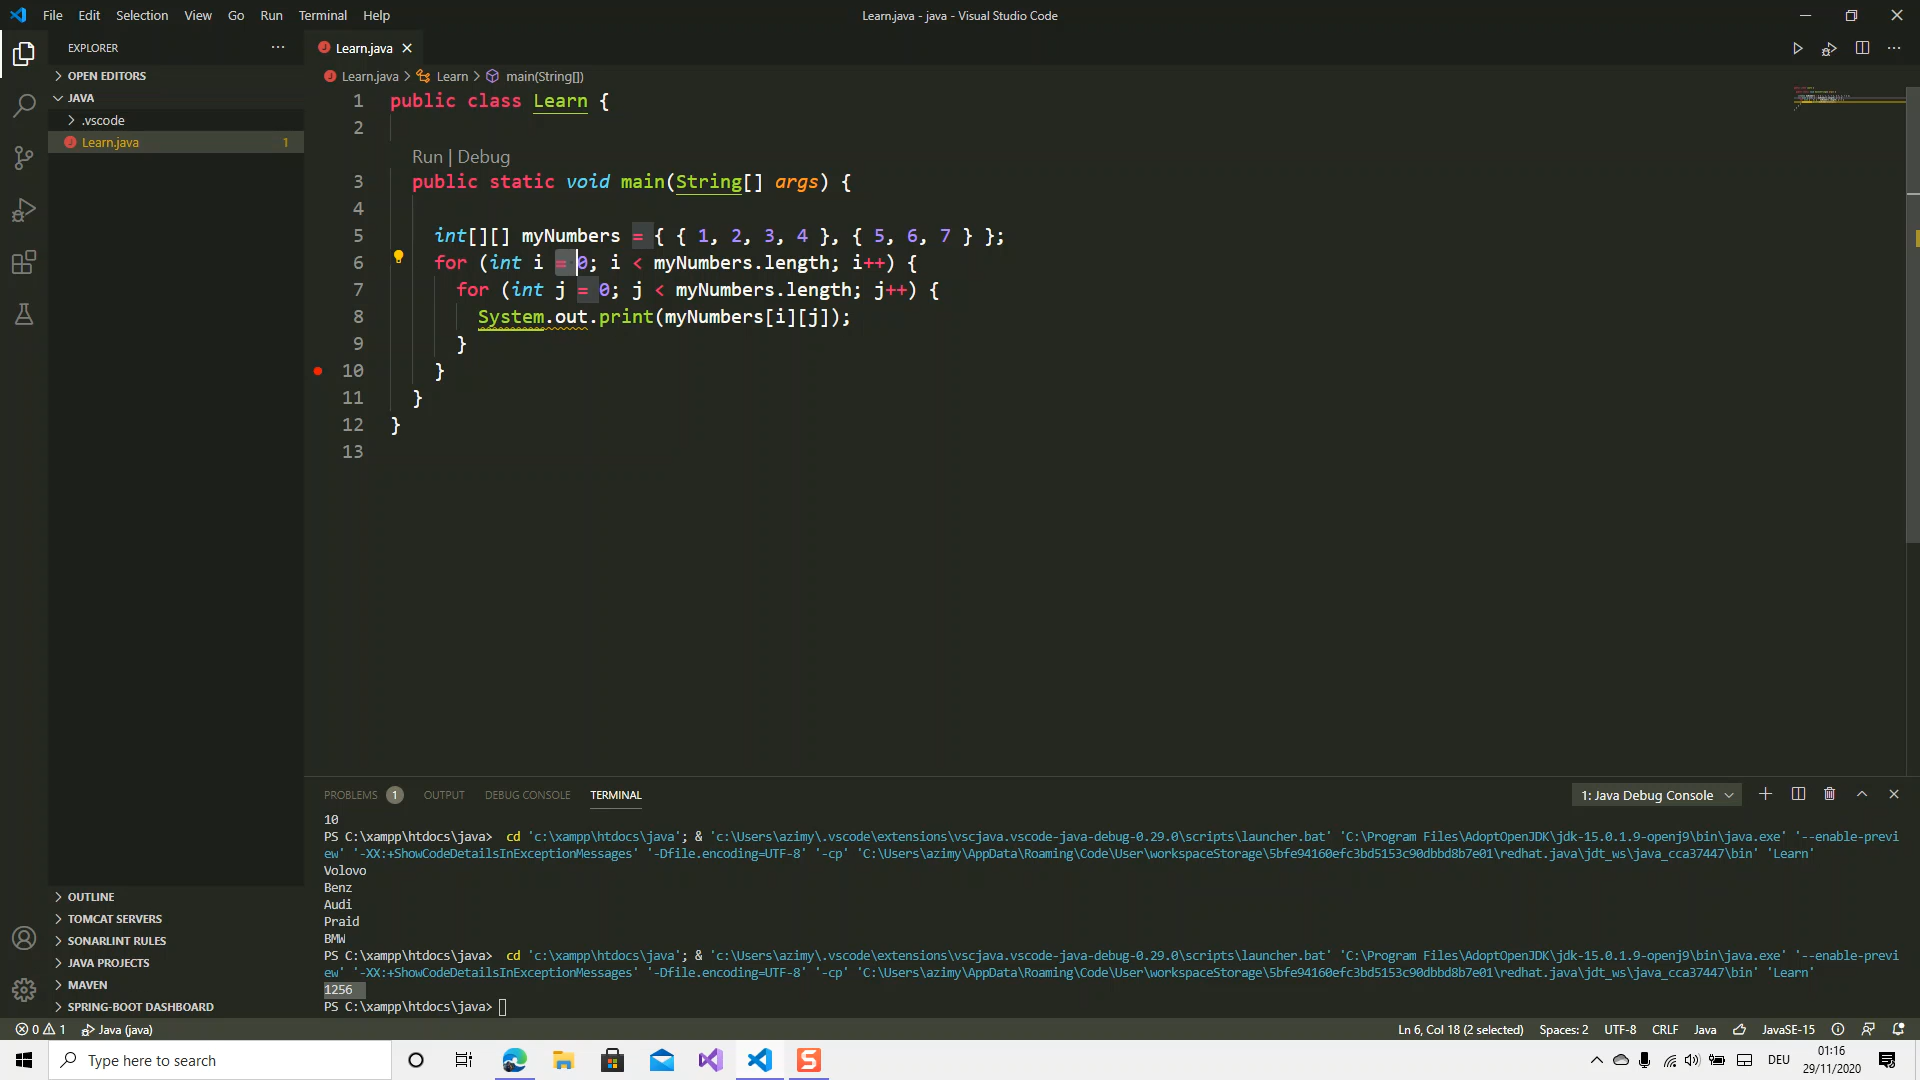 File Edit Selection View Go Run Terminal Help
Learn.java - java - Visual Studio Code
EXPLORER
OPEN EDITORS
JAVA
.vscode
Learn.java 1
Learn.java
Learn.java > Learn > main(String[])
1 public class Learn {
2
Run | Debug
3 public static void main(String[] args) {
4
5 int[][] myNumbers = { { 1, 2, 3, 4 }, { 5, 6, 7 } };
6 for (int i = 0; i < myNumbers.length; i++) {
7 for (int j = 0; j < myNumbers.length; j++) {
8 System.out.print(myNumbers[i][j]);
9 }
10 }
11 }
12 }
13
PROBLEMS 1 OUTPUT DEBUG CONSOLE TERMINAL
1: Java Debug Console
10
PS C:\xampp\htdocs\java> cd 'c:\xampp\htdocs\java'; & 'c:\Users\azimy\.vscode\extensions\vscjava.vscode-java-debug-0.29.0\scripts\launcher.bat' 'C:\Program Files\AdoptOpenJDK\jdk-15.0.1.9-openj9\bin\java.exe' '--enable-previ
ew' '-XX:+ShowCodeDetailsInExceptionMessages' '-Dfile.encoding=UTF-8' '-cp' 'C:\Users\azimy\AppData\Roaming\Code\User\workspaceStorage\5bfe94160efc3bd5153c90dbbd8b7e01\redhat.java\jdt_ws\java_cca37447\bin' 'Learn'
Volovo
Benz
Audi
Praid
BMW
PS C:\xampp\htdocs\java> cd 'c:\xampp\htdocs\java'; & 'c:\Users\azimy\.vscode\extensions\vscjava.vscode-java-debug-0.29.0\scripts\launcher.bat' 'C:\Program Files\AdoptOpenJDK\jdk-15.0.1.9-openj9\bin\java.exe' '--enable-previ
ew' '-XX:+ShowCodeDetailsInExceptionMessages' '-Dfile.encoding=UTF-8' '-cp' 'C:\Users\azimy\AppData\Roaming\Code\User\workspaceStorage\5bfe94160efc3bd5153c90dbbd8b7e01\redhat.java\jdt_ws\java_cca37447\bin' 'Learn'
1256
PS C:\xampp\htdocs\java>
OUTLINE
TOMCAT SERVERS
SONARLINT RULES
JAVA PROJECTS
MAVEN
SPRING-BOOT DASHBOARD
0 1 Java (java)
Ln 6, Col 18 (2 selected) Spaces: 2 UTF-8 CRLF Java JavaSE-15
Type here to search
DEU
01:16
29/11/2020